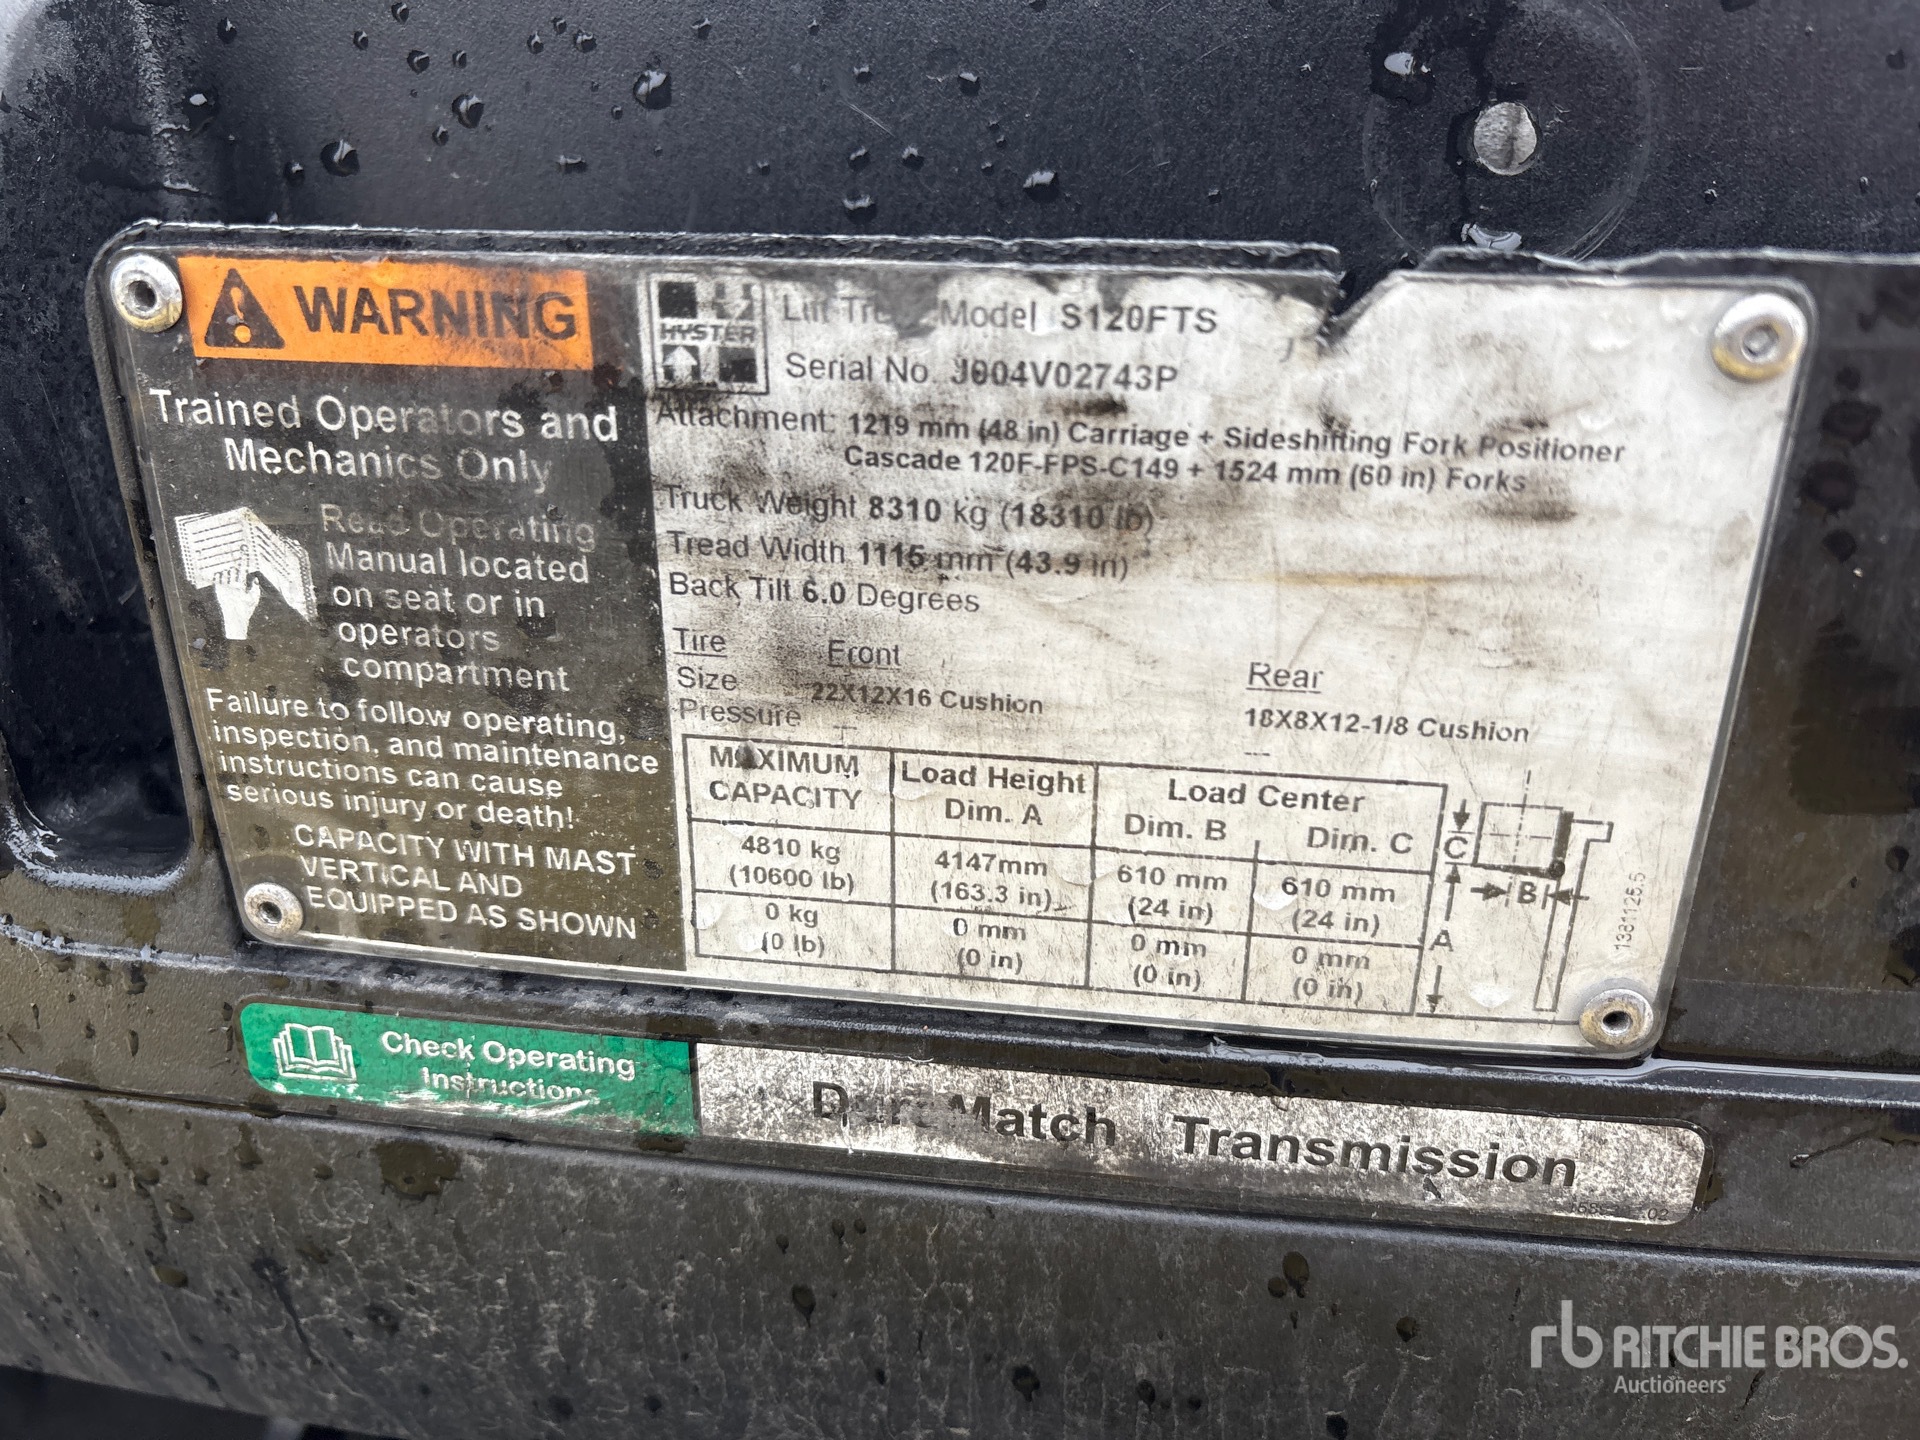 WARNING
Trained Operators and
Mechanics Only
Read Operating
Manual located
on seat or in
operators
compartment
Failure to follow operating,
inspection, and maintenance
instructions can cause
serious injury or death!
CAPACITY WITH MAST
VERTICAL AND
EQUIPPED AS SHOWN
HYSTER
Lift Model S120FTS
Serial No. J004V02743P
Attachment: 1219 mm (48 in) Carriage + Sideshifting Fork Positioner
Cascade 120F-FPS-C149 + 1524 mm (60 in) Forks
Truck Weight 8310 kg (18310 lb)
Tread Width 1115 mm (43.9 in)
Back Tilt 6.0 Degrees
Tire Front Rear
Size 22X12X16 Cushion 18X8X12-1/8 Cushion
Pressure --- ---
MAXIMUM CAPACITY Load Height Dim. A Load Center Dim. B Dim. C
4810 kg 4147mm 610 mm 610 mm
(10600 lb) (163.3 in) (24 in) (24 in)
0 kg 0 mm 0 mm 0 mm
(0 lb) (0 in) (0 in) (0 in)
C
B
A
1381125.5
Check Operating
Instructions
Match Transmission
rb RITCHIE BROS.
Auctioneers